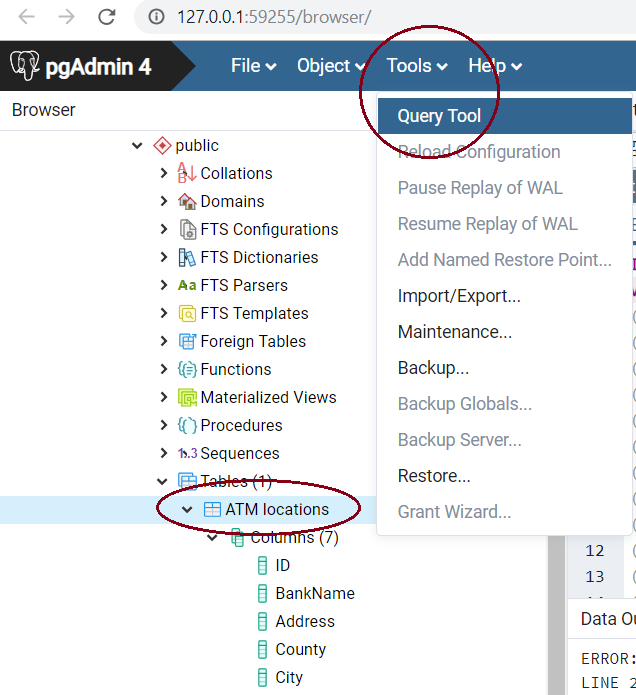 127.0.0.1:59255/browser/
pgAdmin 4
File Object Tools Help
Browser
Query Tool
Reload Configuration
Pause Replay of WAL
Resume Replay of WAL
Add Named Restore Point...
Import/Export...
Maintenance...
Backup...
Backup Globals...
Backup Server...
Restore...
Grant Wizard...
public
Collations
Domains
FTS Configurations
FTS Dictionaries
Aa FTS Parsers
FTS Templates
Foreign Tables
Functions
Materialized Views
Procedures
1..3 Sequences
Tables (1)
ATM locations
Columns (7)
ID
BankName
Address
County
City
12 (
13 (
Data Ou
ERROR:
LINE 2